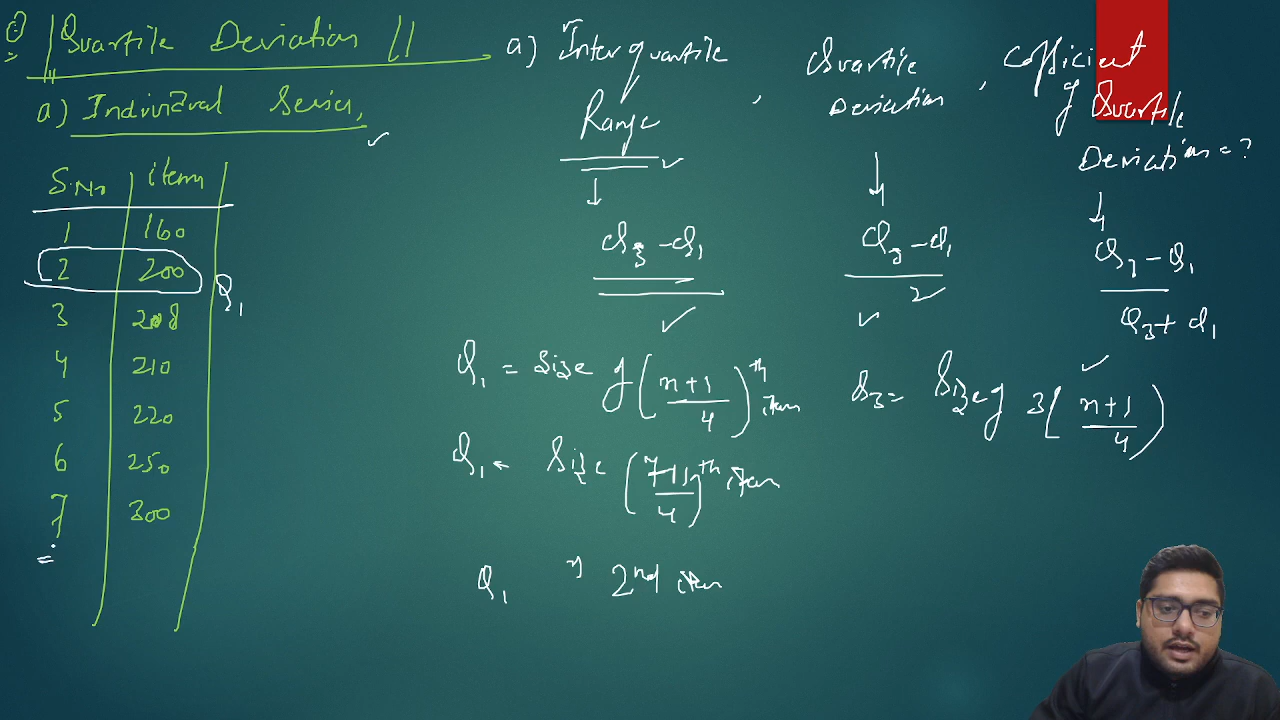 Q Quartile Deviation
a) Individual Series,
S.No item
1 160
2 200 Q1
3 208
4 210
5 220
6 250
7 300
a) Inter quartile Range, Quartile Deviation, Cofficient of Quartile Deviation = ?
Q3 - Q1
Q3 - Q1 / 2
Q3 - Q1 / Q3 + Q1
Q1 = Size of (n+1 / 4)th item
Q3 = Size of 3(n+1 / 4)
Q1 = Size (7+1 / 4)th item
Q1 = 2nd item